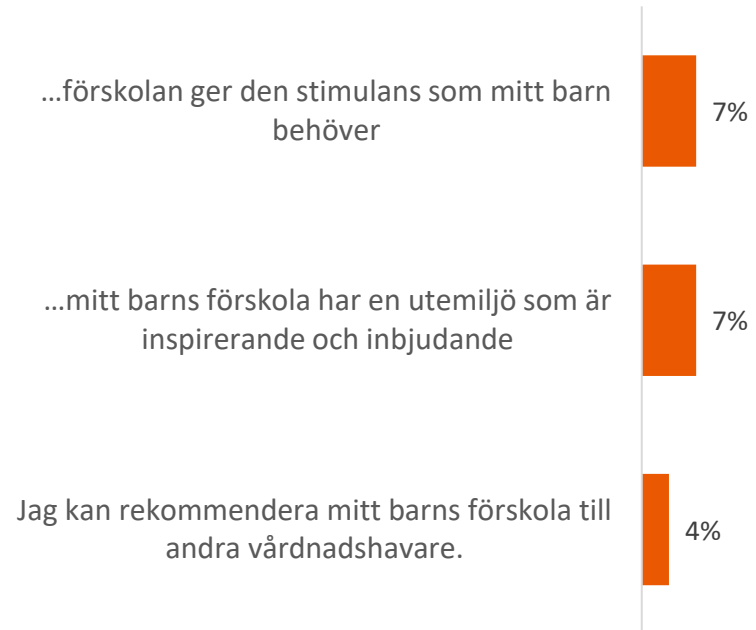 …förskolan ger den stimulans som mitt barn
behöver
7%
…mitt barns förskola har en utemiljö som är
inspirerande och inbjudande
7%
Jag kan rekommendera mitt barns förskola till
andra vårdnadshavare.
4%